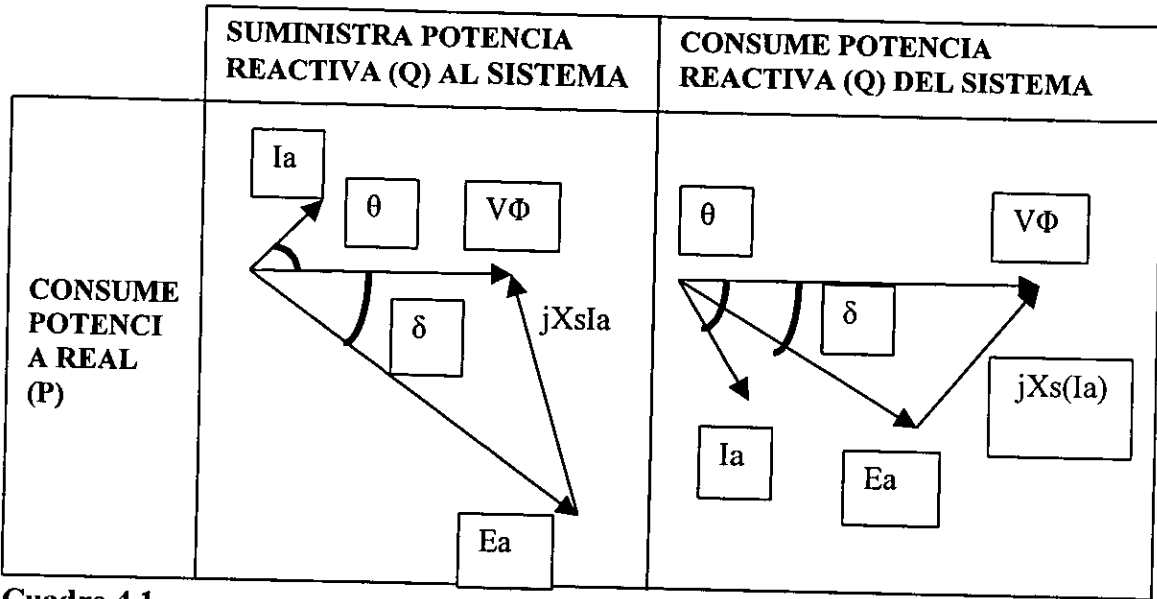 SUMINISTRA POTENCIA
REACTIVA (Q) AL SISTEMA
CONSUME POTENCIA
REACTIVA (Q) DEL SISTEMA
CONSUME
POTENCI
A REAL
(P)
Ia
θ
VΦ
δ
jXsIa
Ea
θ
VΦ
δ
jXs(Ia)
Ia
Ea
Cuadro 4.1